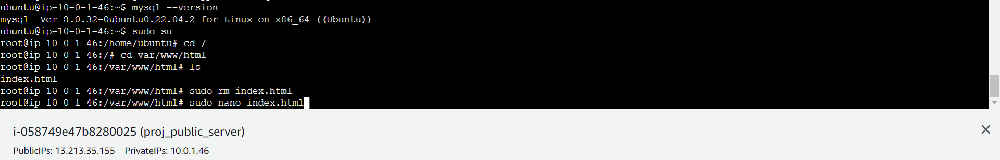 ubuntu@ip-10-0-1-46:~$ mysql --version
mysql  Ver 8.0.32-0ubuntu0.22.04.2 for Linux on x86_64 ((Ubuntu))
ubuntu@ip-10-0-1-46:~$ sudo su
root@ip-10-0-1-46:/home/ubuntu# cd /
root@ip-10-0-1-46:/# cd var/www/html
root@ip-10-0-1-46:/var/www/html# ls
index.html
root@ip-10-0-1-46:/var/www/html# sudo rm index.html
root@ip-10-0-1-46:/var/www/html# sudo nano index.html
i-058749e47b8280025 (proj_public_server)
PublicIPs: 13.213.35.155 PrivateIPs: 10.0.1.46